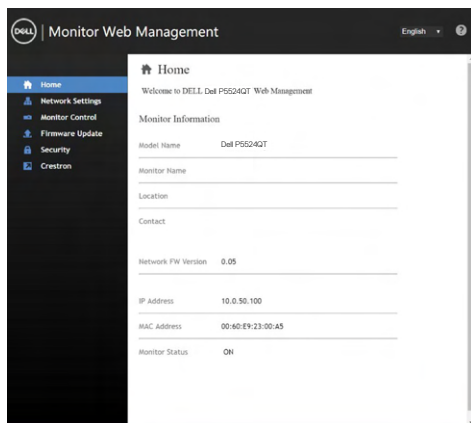 DELL | Monitor Web Management
English
?
Home
Network Settings
Monitor Control
Firmware Update
Security
Crestron
Home
Welcome to DELL Dell P5524QT Web Management
Monitor Information
Model Name Dell P5524QT
Monitor Name
Location
Contact
Network FW Version 0.05
IP Address 10.0.50.100
MAC Address 00:60:E9:23:00:A5
Monitor Status ON